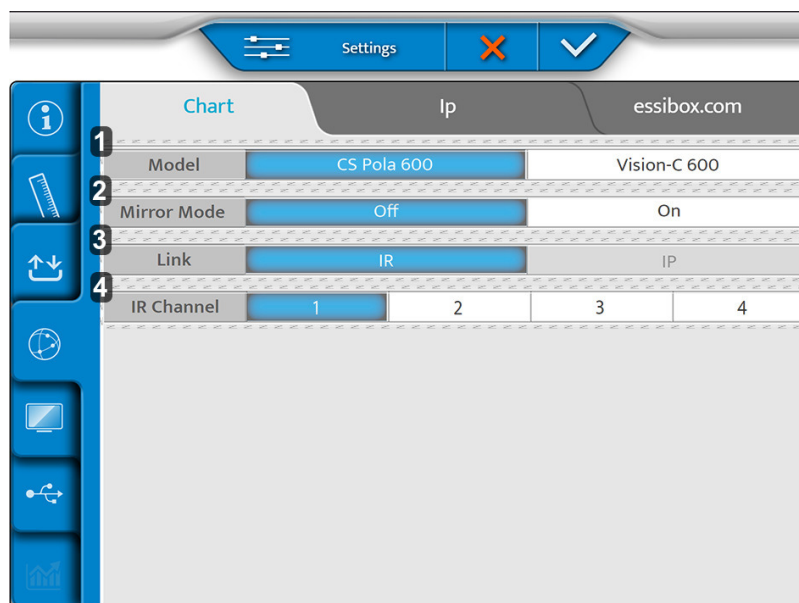 Settings
Chart Ip essibox.com
1
Model CS Pola 600 Vision-C 600
2
Mirror Mode Off On
3
Link IR IP
4
IR Channel 1 2 3 4